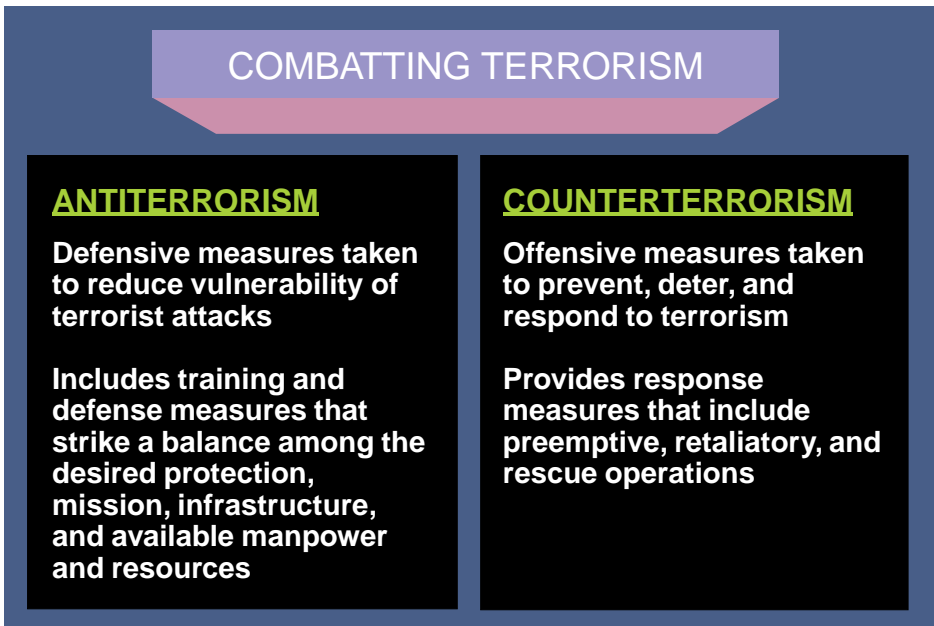 COMBATTING TERRORISM
ANTITERRORISM
Defensive measures taken
to reduce vulnerability of
terrorist attacks
Includes training and
defense measures that
strike a balance among the
desired protection,
mission, infrastructure,
and available manpower
and resources
COUNTERTERRORISM
Offensive measures taken
to prevent, deter, and
respond to terrorism
Provides response
measures that include
preemptive, retaliatory, and
rescue operations